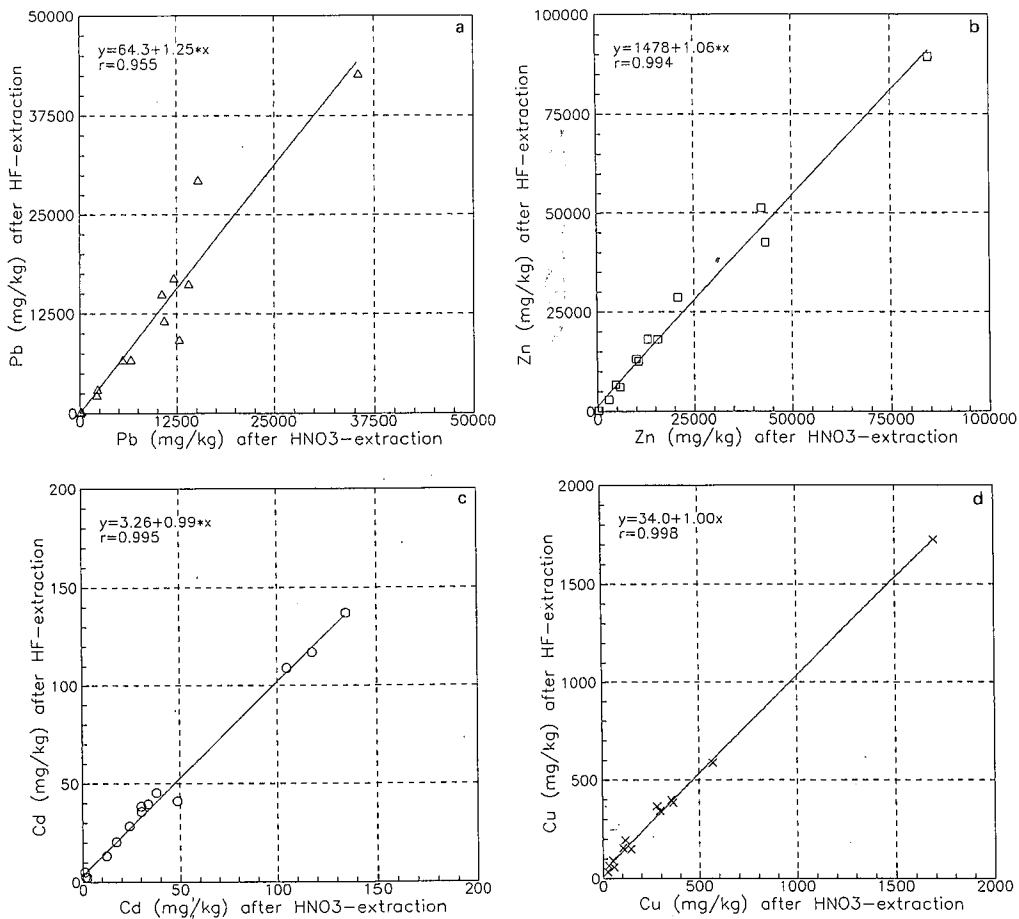 a
y=64.3+1.25*x
r=0.955
50000
37500
25000
12500
0
0
12500
25000
37500
50000
Pb (mg/kg) after HF-extraction
Pb (mg/kg) after HNO3-extraction
b
y=1478+1.06*x
r=0.994
100000
75000
50000
25000
0
0
25000
50000
75000
100000
Zn (mg/kg) after HF-extraction
Zn (mg/kg) after HNO3-extraction
c
y=3.26+0.99*x
r=0.995
200
150
100
50
0
0
50
100
150
200
Cd (mg/kg) after HF-extraction
Cd (mg/kg) after HNO3-extraction
d
y=34.0+1.00x
r=0.998
2000
1500
1000
500
0
0
500
1000
1500
2000
Cu (mg/kg) after HF-extraction
Cu (mg/kg) after HNO3-extraction